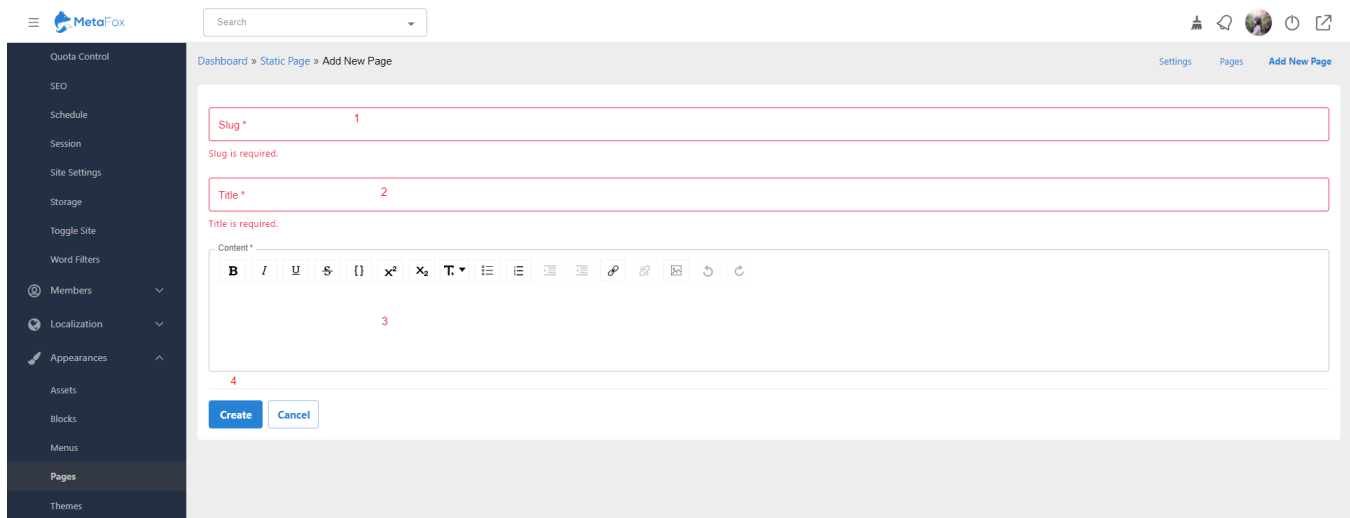 MetaFox
Search
Quota Control
SEO
Schedule
Session
Site Settings
Storage
Toggle Site
Word Filters
Members
Localization
Appearances
Assets
Blocks
Menus
Pages
Themes
Dashboard » Static Page » Add New Page
Settings Pages Add New Page
Slug * 1
Slug is required.
Title * 2
Title is required.
Content *
B I U S {} x² X₂ T.
3
4
Create Cancel